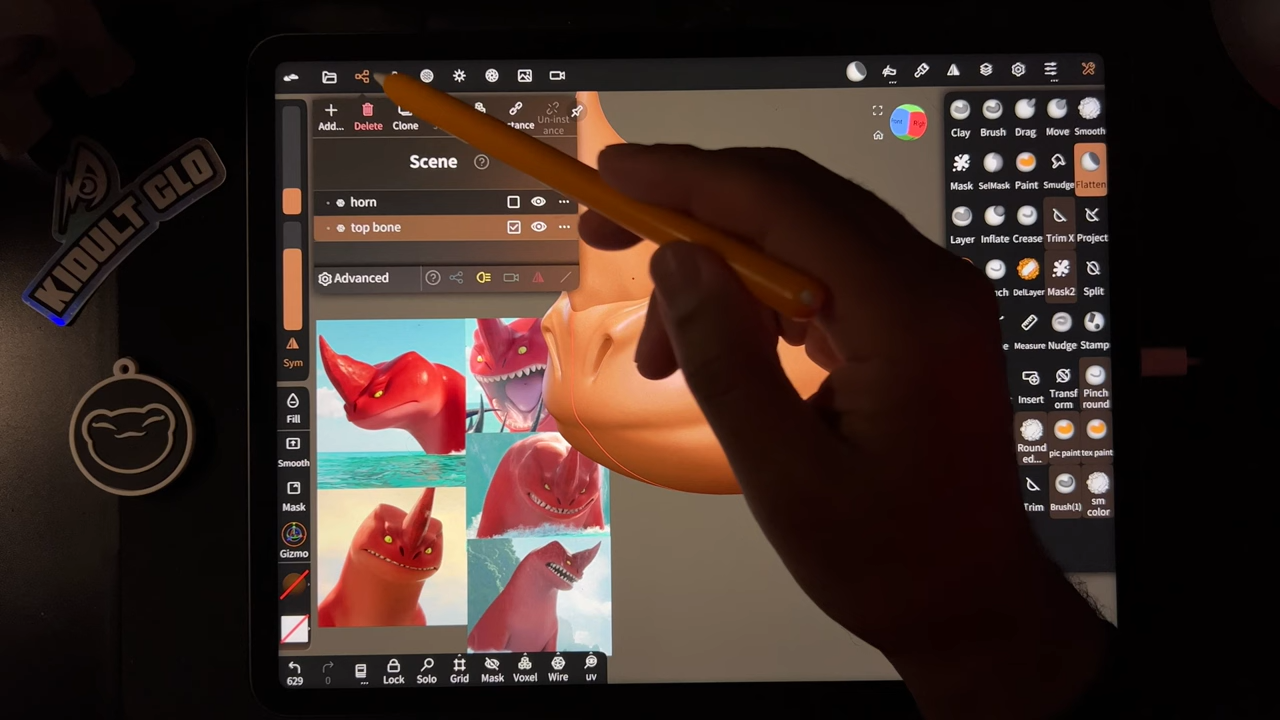 KIDULT CLO
Add...
Delete
Clone
Un-inst
ance
Scene
horn
top bone
Advanced
Sym
Fill
Smooth
Mask
Gizmo
629
0
Lock
Solo
Grid
Mask
Voxel
Wire
uv
Front
Right
Clay
Brush
Drag
Move
Smooth
Mask
SelMask
Paint
Smudge
Flatten
Layer
Inflate
Crease
Trim X
Project
DelLayer
Mask2
Split
Measure
Nudge
Stamp
Insert
Transf
orm
Pinch
round
Round
ed...
pic paint
tex paint
Trim
Brush(1)
sm
color